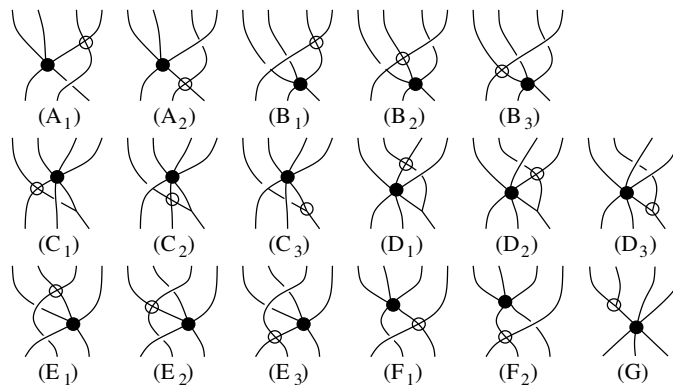 (A₁) (A₂) (B₁) (B₂) (B₃)
(C₁) (C₂) (C₃) (D₁) (D₂) (D₃)
(E₁) (E₂) (E₃) (F₁) (F₂) (G)